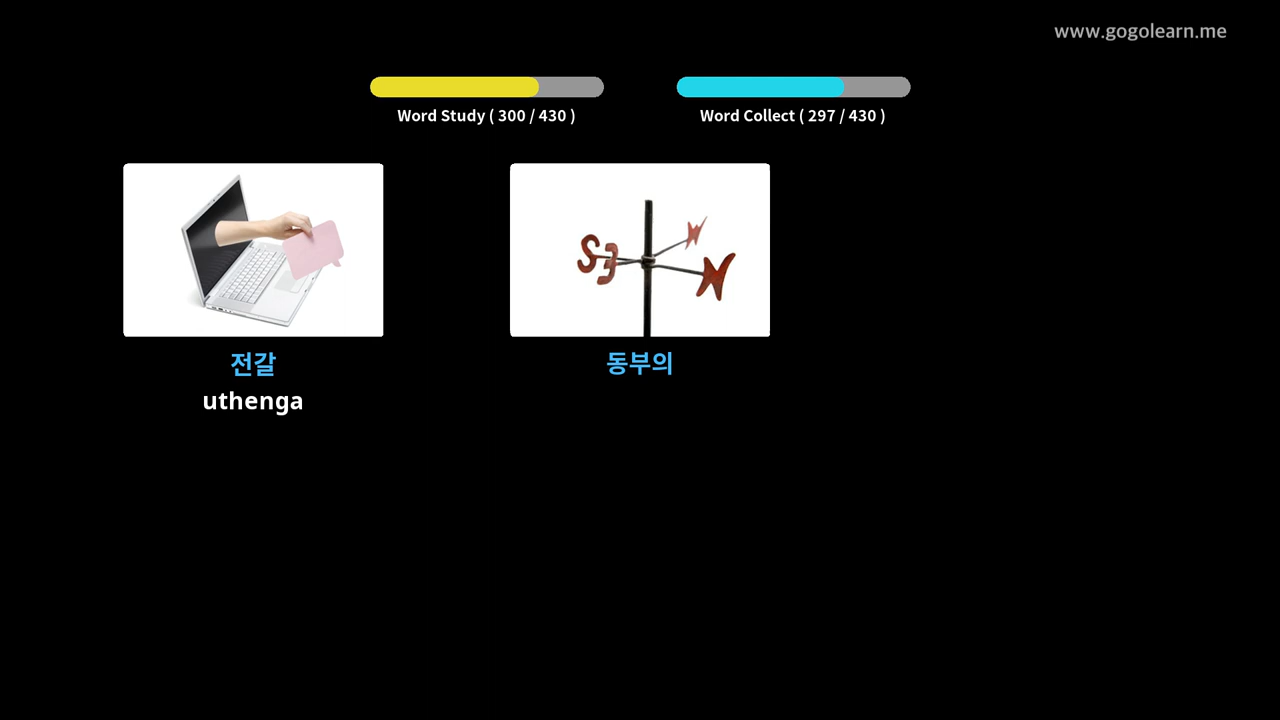 www.gogolearn.me
Word Study ( 300 / 430 )
Word Collect ( 297 / 430 )
전갈
uthenga
동부의